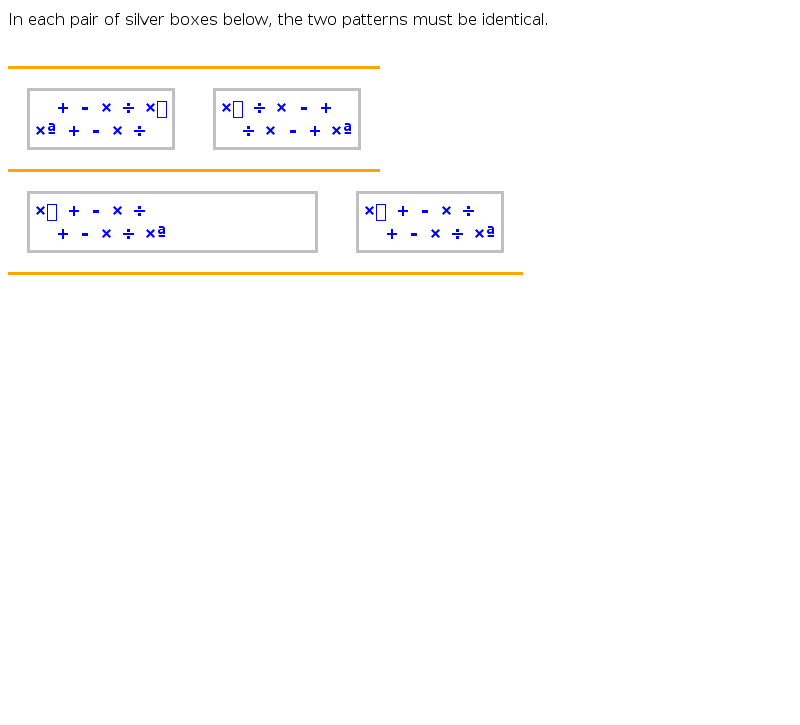 In each pair of silver boxes below, the two patterns must be identical.
+ - × ÷ ×
×ª + - × ÷
× ÷ × - +
÷ × - + ×ª
× + - × ÷
+ - × ÷ ×ª
× + - × ÷
+ - × ÷ ×ª